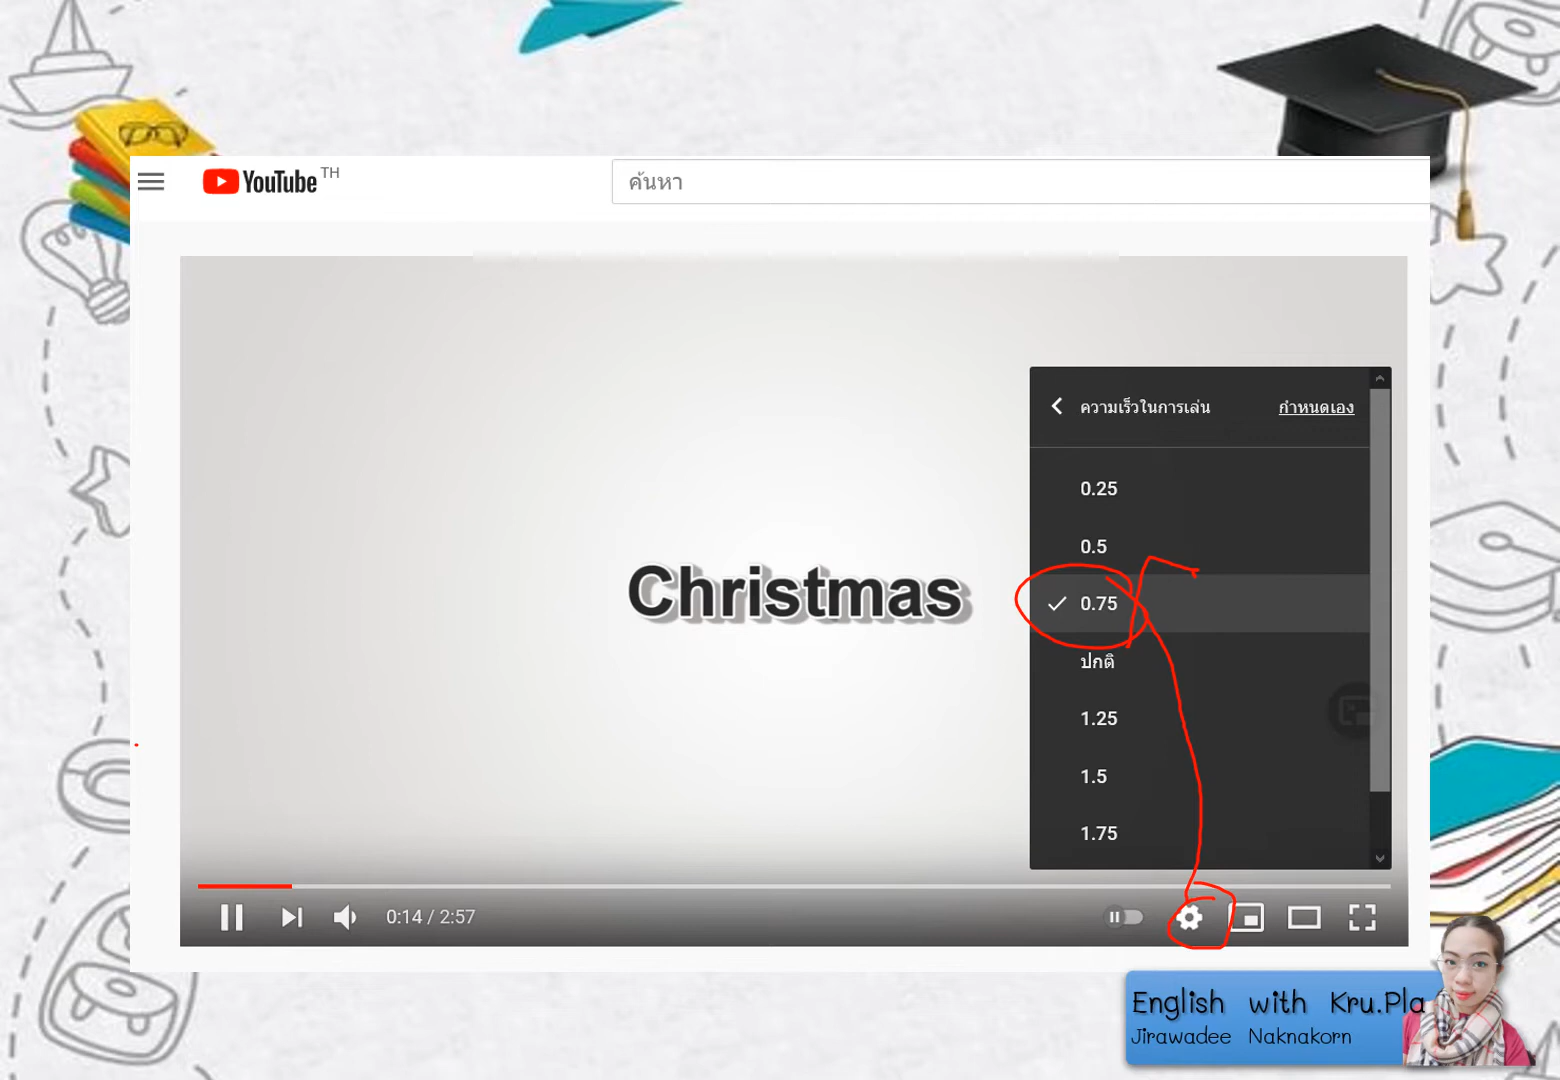 YouTube TH
ค้นหา
ความเร็วในการเล่น กำหนดเอง
0.25
0.5
0.75
ปกติ
1.25
1.5
1.75
Christmas
0:14 / 2:57
English with Kru.Pla
Jirawadee Naknakorn